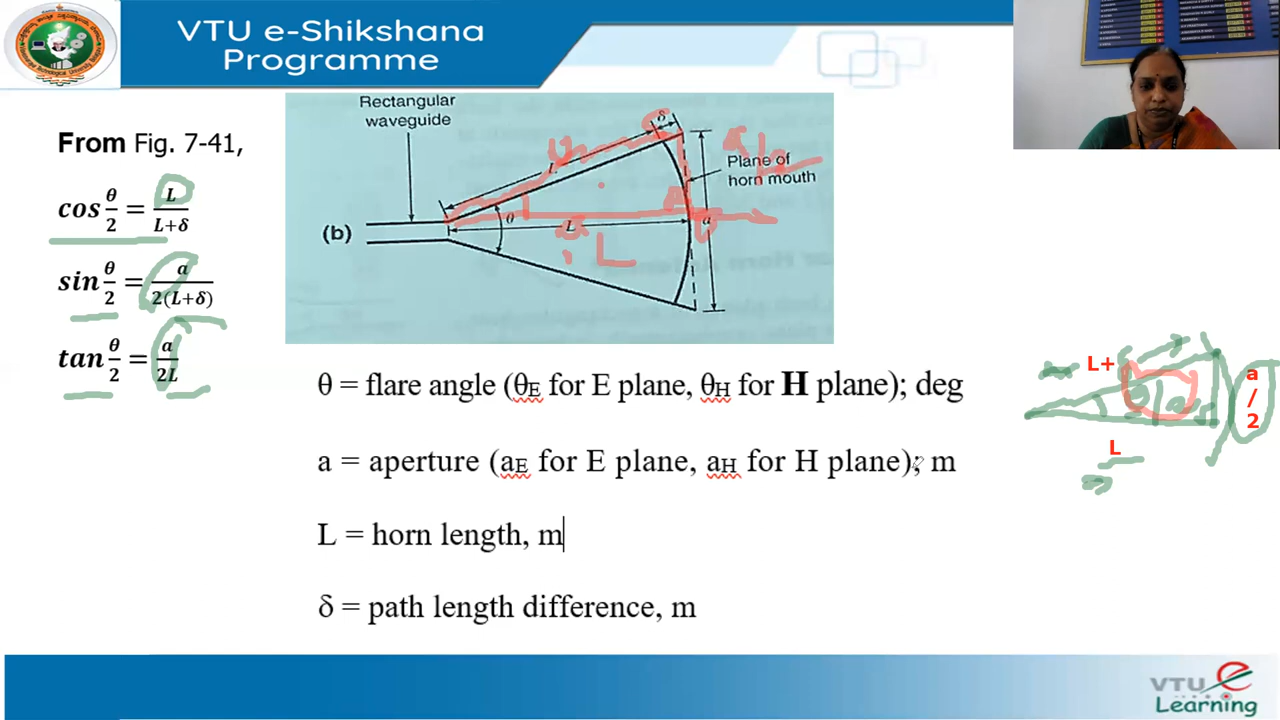 VTU e-Shikshana
Programme
From Fig. 7-41,
cos θ/2 = L/L+δ
sin θ/2 = a/2(L+δ)
tan θ/2 = a/2L
Rectangular
waveguide
δ
L
a/2
Plane of
horn mouth
θ
L
a
(b)
L
θ = flare angle (θE for E plane, θH for H plane); deg
a = aperture (aE for E plane, aH for H plane); m
L = horn length, m
δ = path length difference, m
L+
a
/
2
L
VTU e
Learning